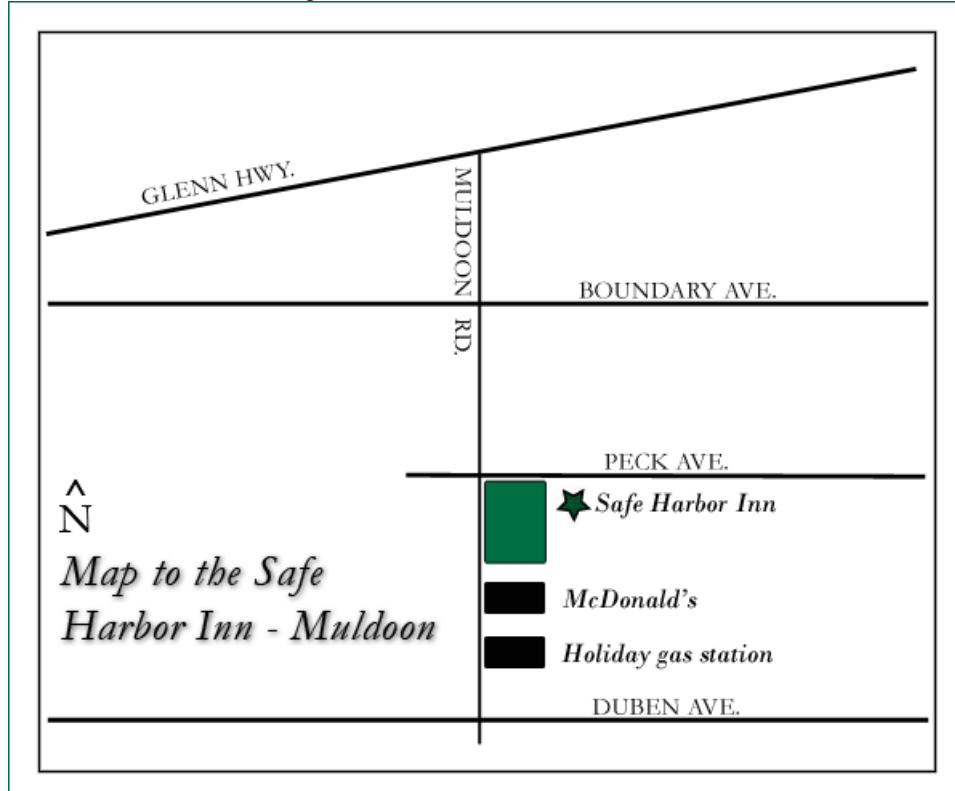 GLENN HWY.
MULDOON RD.
BOUNDARY AVE.
PECK AVE.
Safe Harbor Inn
^
N
Map to the Safe
Harbor Inn - Muldoon
McDonald's
Holiday gas station
DUBEN AVE.